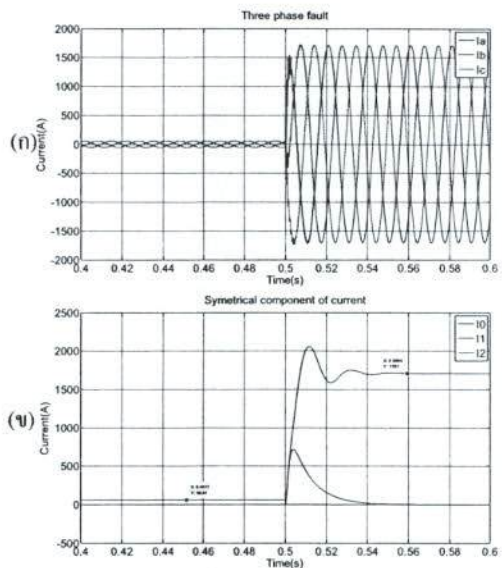 Three phase fault
2000
1500
1000
500
0
-500
-1000
-1500
-2000
Current(A)
(ก)
Ia
Ib
Ic
0.4 0.42 0.44 0.46 0.48 0.5 0.52 0.54 0.56 0.58 0.6
Time(s)
Symetrical component of current
2500
2000
1500
1000
500
0
-500
Current(A)
(ข)
I0
I1
I2
0.4 0.42 0.44 0.46 0.48 0.5 0.52 0.54 0.56 0.58 0.6
Time(s)